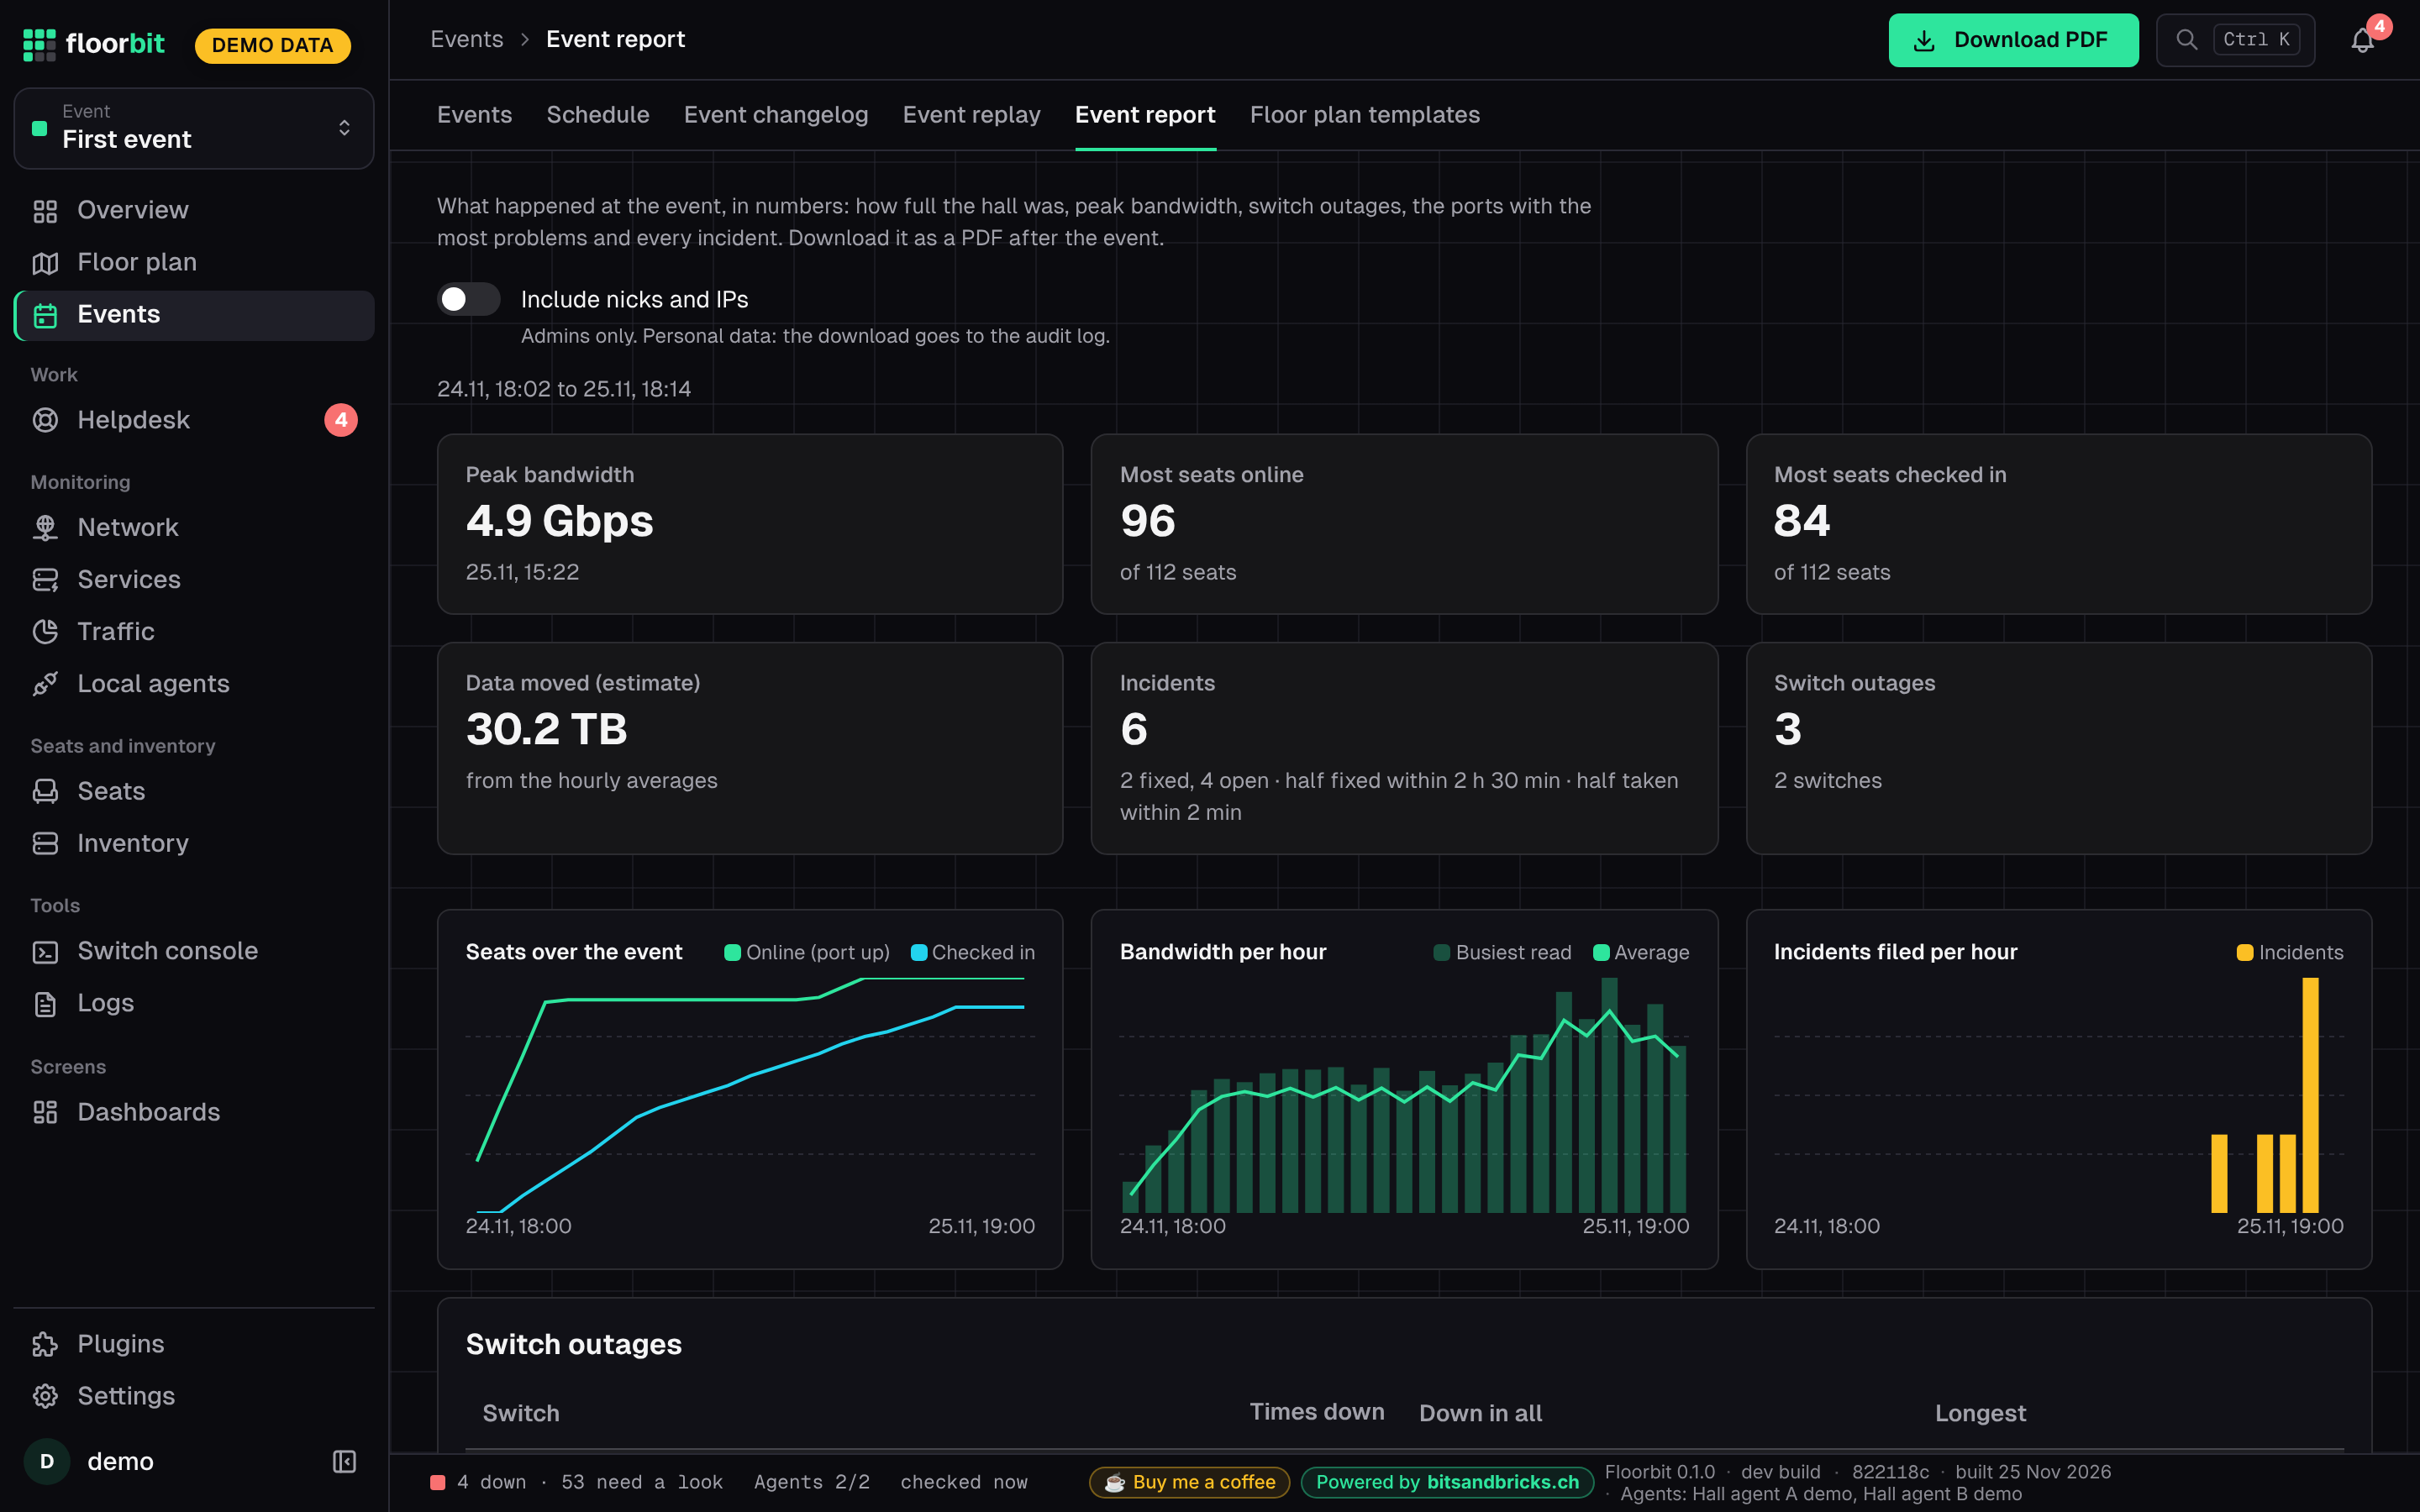 floorbit
DEMO DATA
Event
First event
Overview
Floor plan
Events
Work
Helpdesk
4
Monitoring
Network
Services
Traffic
Local agents
Seats and inventory
Seats
Inventory
Tools
Switch console
Logs
Screens
Dashboards
Plugins
Settings
D
demo
Events > Event report
Download PDF
Ctrl K
4
Events
Schedule
Event changelog
Event replay
Event report
Floor plan templates
What happened at the event, in numbers: how full the hall was, peak bandwidth, switch outages, the ports with the
most problems and every incident. Download it as a PDF after the event.
Include nicks and IPs
Admins only. Personal data: the download goes to the audit log.
24.11, 18:02 to 25.11, 18:14
Peak bandwidth
4.9 Gbps
25.11, 15:22
Most seats online
96
of 112 seats
Most seats checked in
84
of 112 seats
Data moved (estimate)
30.2 TB
from the hourly averages
Incidents
6
2 fixed, 4 open · half fixed within 2 h 30 min · half taken
within 2 min
Switch outages
3
2 switches
Seats over the event
Online (port up)
Checked in
24.11, 18:00
25.11, 19:00
Bandwidth per hour
Busiest read
Average
24.11, 18:00
25.11, 19:00
Incidents filed per hour
Incidents
24.11, 18:00
25.11, 19:00
Switch outages
Switch
Times down
Down in all
Longest
4 down · 53 need a look
Agents 2/2
checked now
☕ Buy me a coffee
Powered by bitsandbricks.ch
Floorbit 0.1.0 · dev build · 822118c · built 25 Nov 2026
· Agents: Hall agent A demo, Hall agent B demo